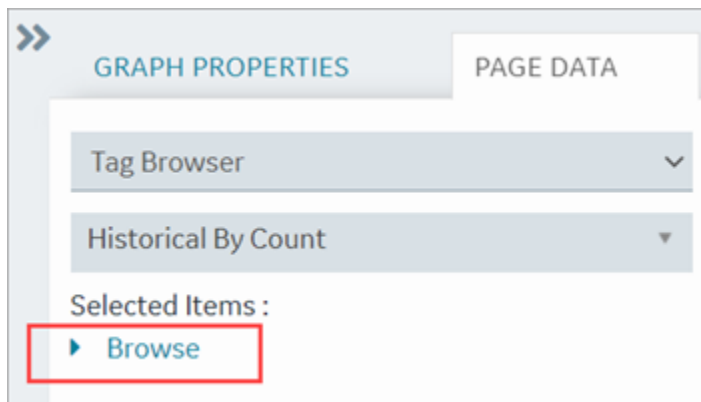 GRAPH PROPERTIES PAGE DATA
Tag Browser
Historical By Count
Selected Items :
Browse